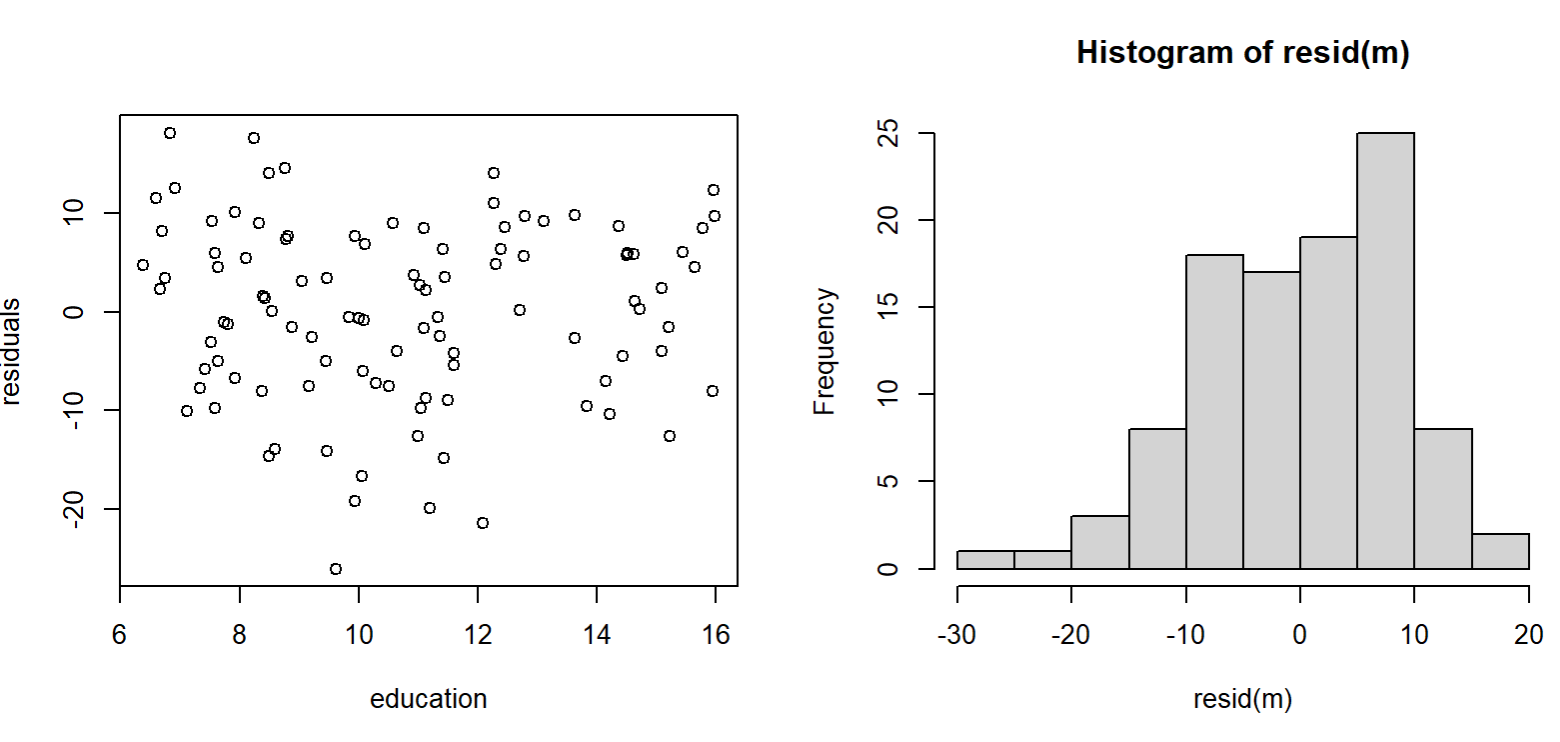 residuals
10
0
-10
-20
6 8 10 12 14 16
education
Histogram of resid(m)
Frequency
25
20
15
10
5
0
-30 -20 -10 0 10 20
resid(m)